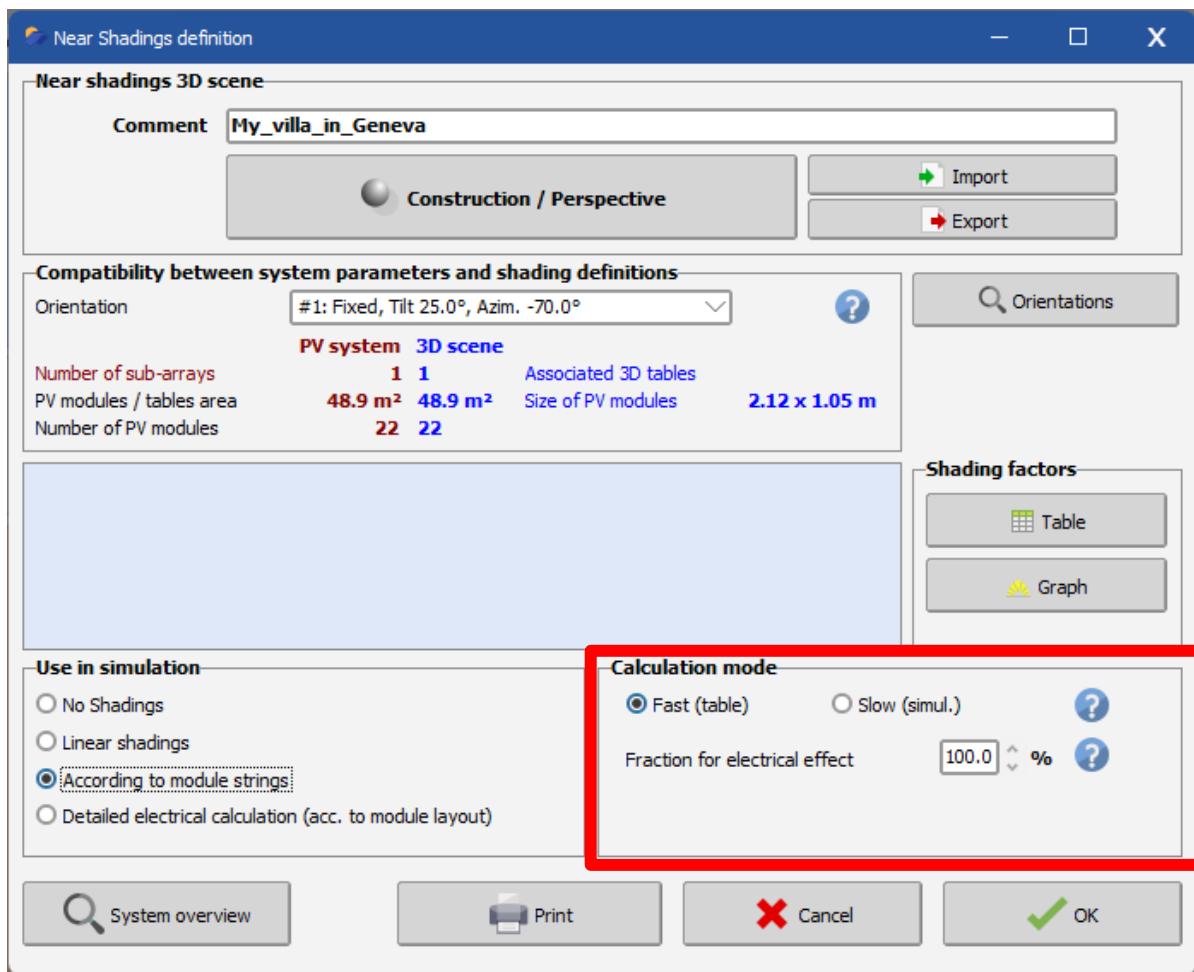 Near Shadings definition
Near shadings 3D scene
Comment My_villa_in_Geneva
Construction / Perspective
Import
Export
Compatibility between system parameters and shading definitions
Orientation #1: Fixed, Tilt 25.0°, Azim. -70.0° ?
Orientations
PV system 3D scene
Number of sub-arrays 1 1 Associated 3D tables
PV modules / tables area 48.9 m² 48.9 m² Size of PV modules 2.12 x 1.05 m
Number of PV modules 22 22
Shading factors
Table
Graph
Use in simulation
No Shadings
Linear shadings
According to module strings
Detailed electrical calculation (acc. to module layout)
Calculation mode
Fast (table) Slow (simul.) ?
Fraction for electrical effect 100.0 % ?
System overview Print Cancel OK